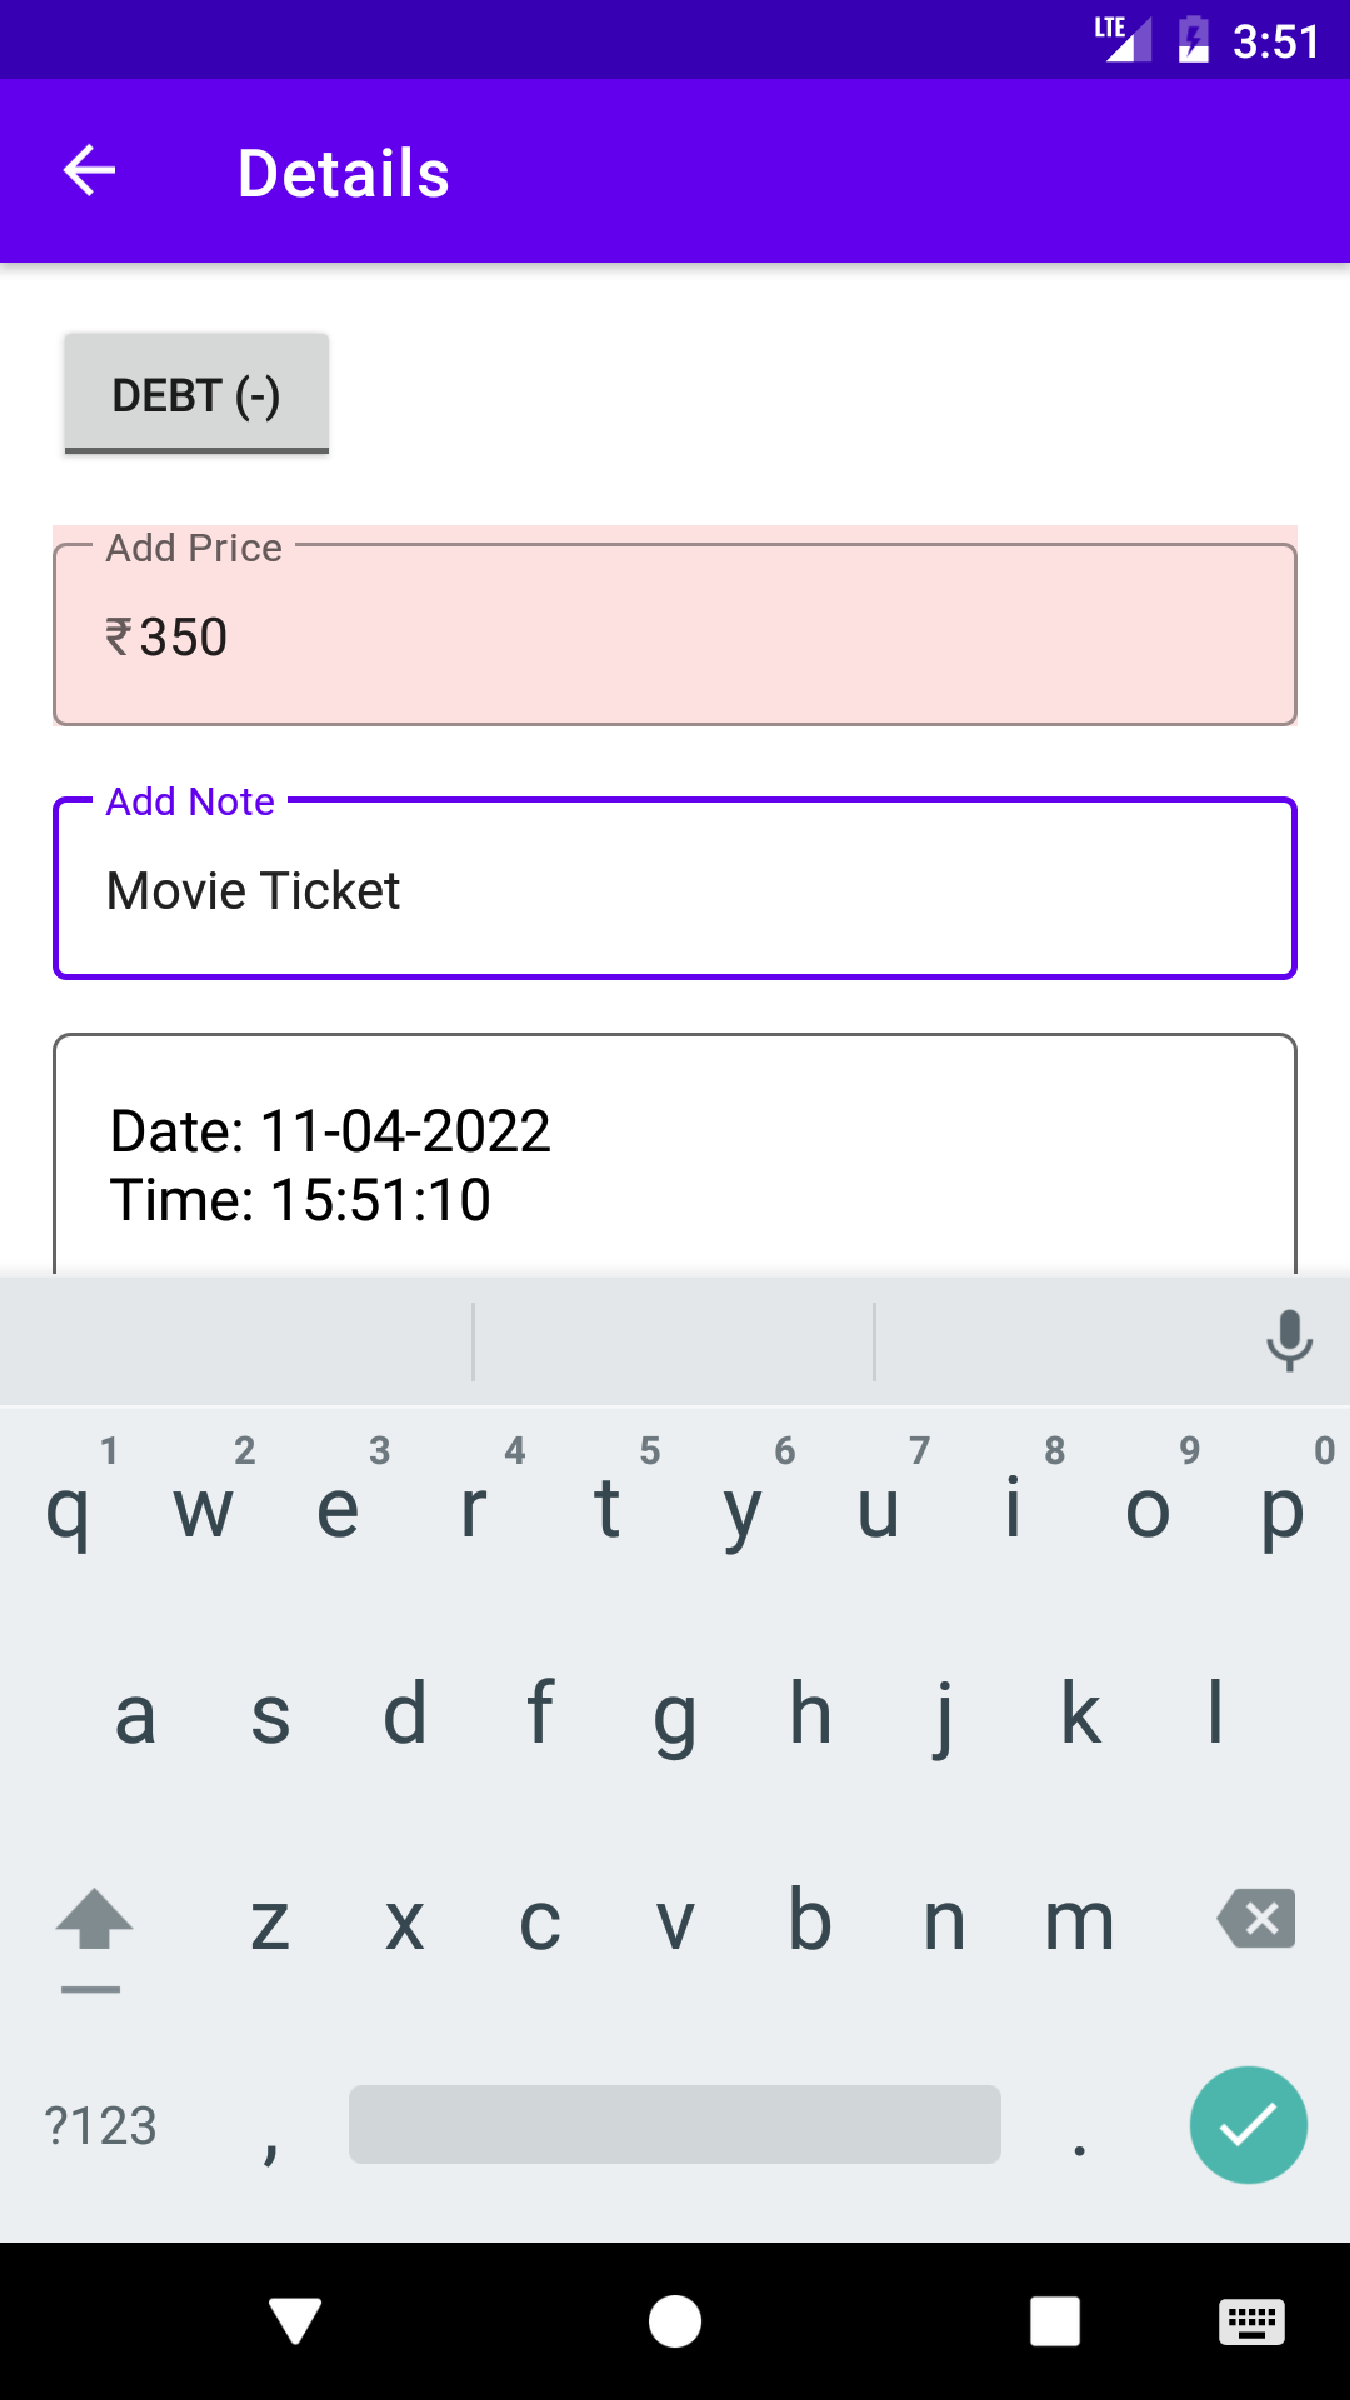 LTE 3:51
Details
DEBT (-)
Add Price
₹350
Add Note
Movie Ticket
Date: 11-04-2022
Time: 15:51:10
1 2 3 4 5 6 7 8 9 0
q w e r t y u i o p
a s d f g h j k l
z x c v b n m
?123 , .